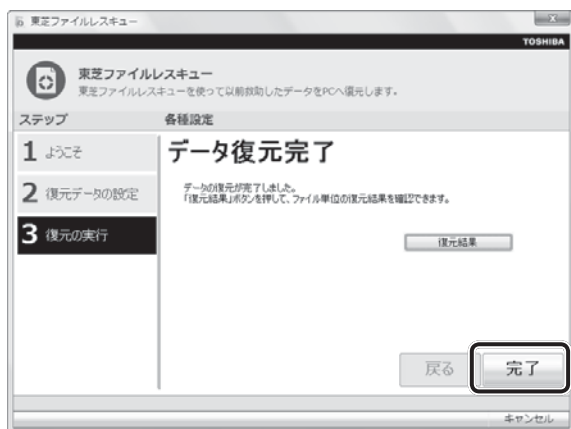 東芝ファイルレスキュー
TOSHIBA
東芝ファイルレスキュー
東芝ファイルレスキューを使って以前救助したデータをPCへ復元します。
ステップ
各種設定
1 ようこそ
2 復元データの設定
3 復元の実行
データ復元完了
データの復元が完了しました。
「復元結果」ボタンを押して、ファイル単位の復元結果を確認できます。
復元結果
戻る
完了
キャンセル